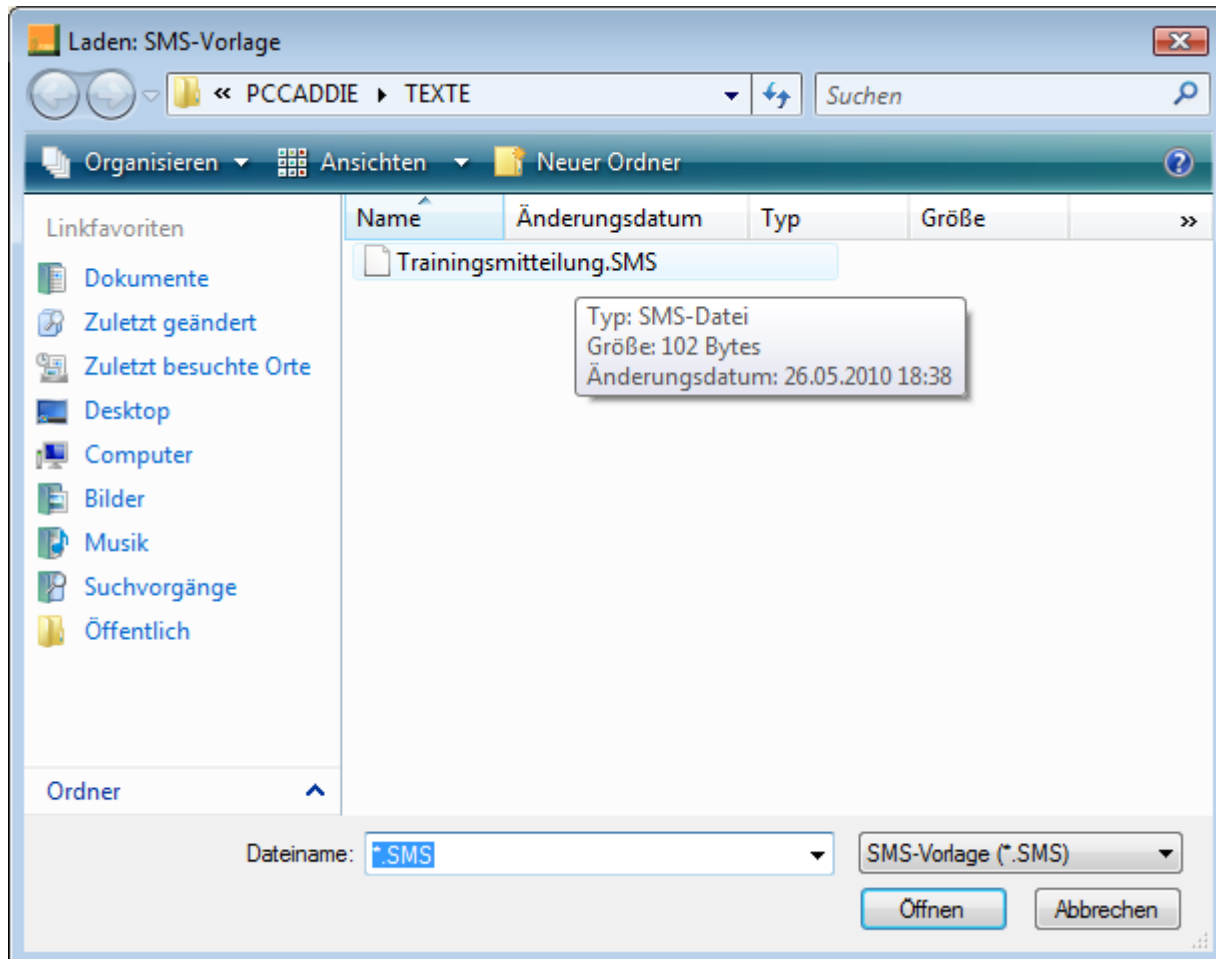 Laden: SMS-Vorlage
« PCCADDIE ▸ TEXTE
Suchen
Organisieren Ansichten Neuer Ordner
Linkfavoriten
Name Änderungsdatum Typ Größe »
Trainingsmitteilung.SMS
Dokumente
Zuletzt geändert
Zuletzt besuchte Orte
Desktop
Computer
Bilder
Musik
Suchvorgänge
Öffentlich
Typ: SMS-Datei
Größe: 102 Bytes
Änderungsdatum: 26.05.2010 18:38
Ordner
Dateiname: *.SMS
SMS-Vorlage (*.SMS)
Öffnen Abbrechen